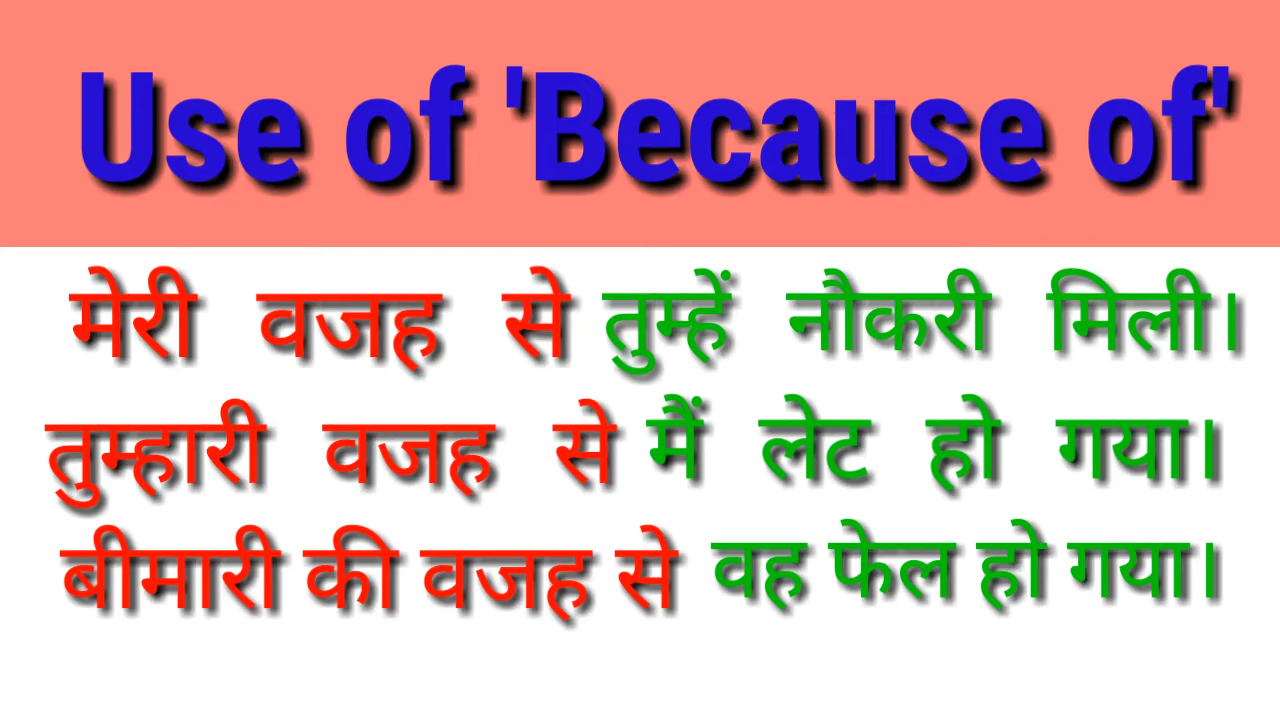 Use of 'Because of'
मेरी वजह से तुम्हें नौकरी मिली।
तुम्हारी वजह से मैं लेट हो गया।
बीमारी की वजह से वह फेल हो गया।